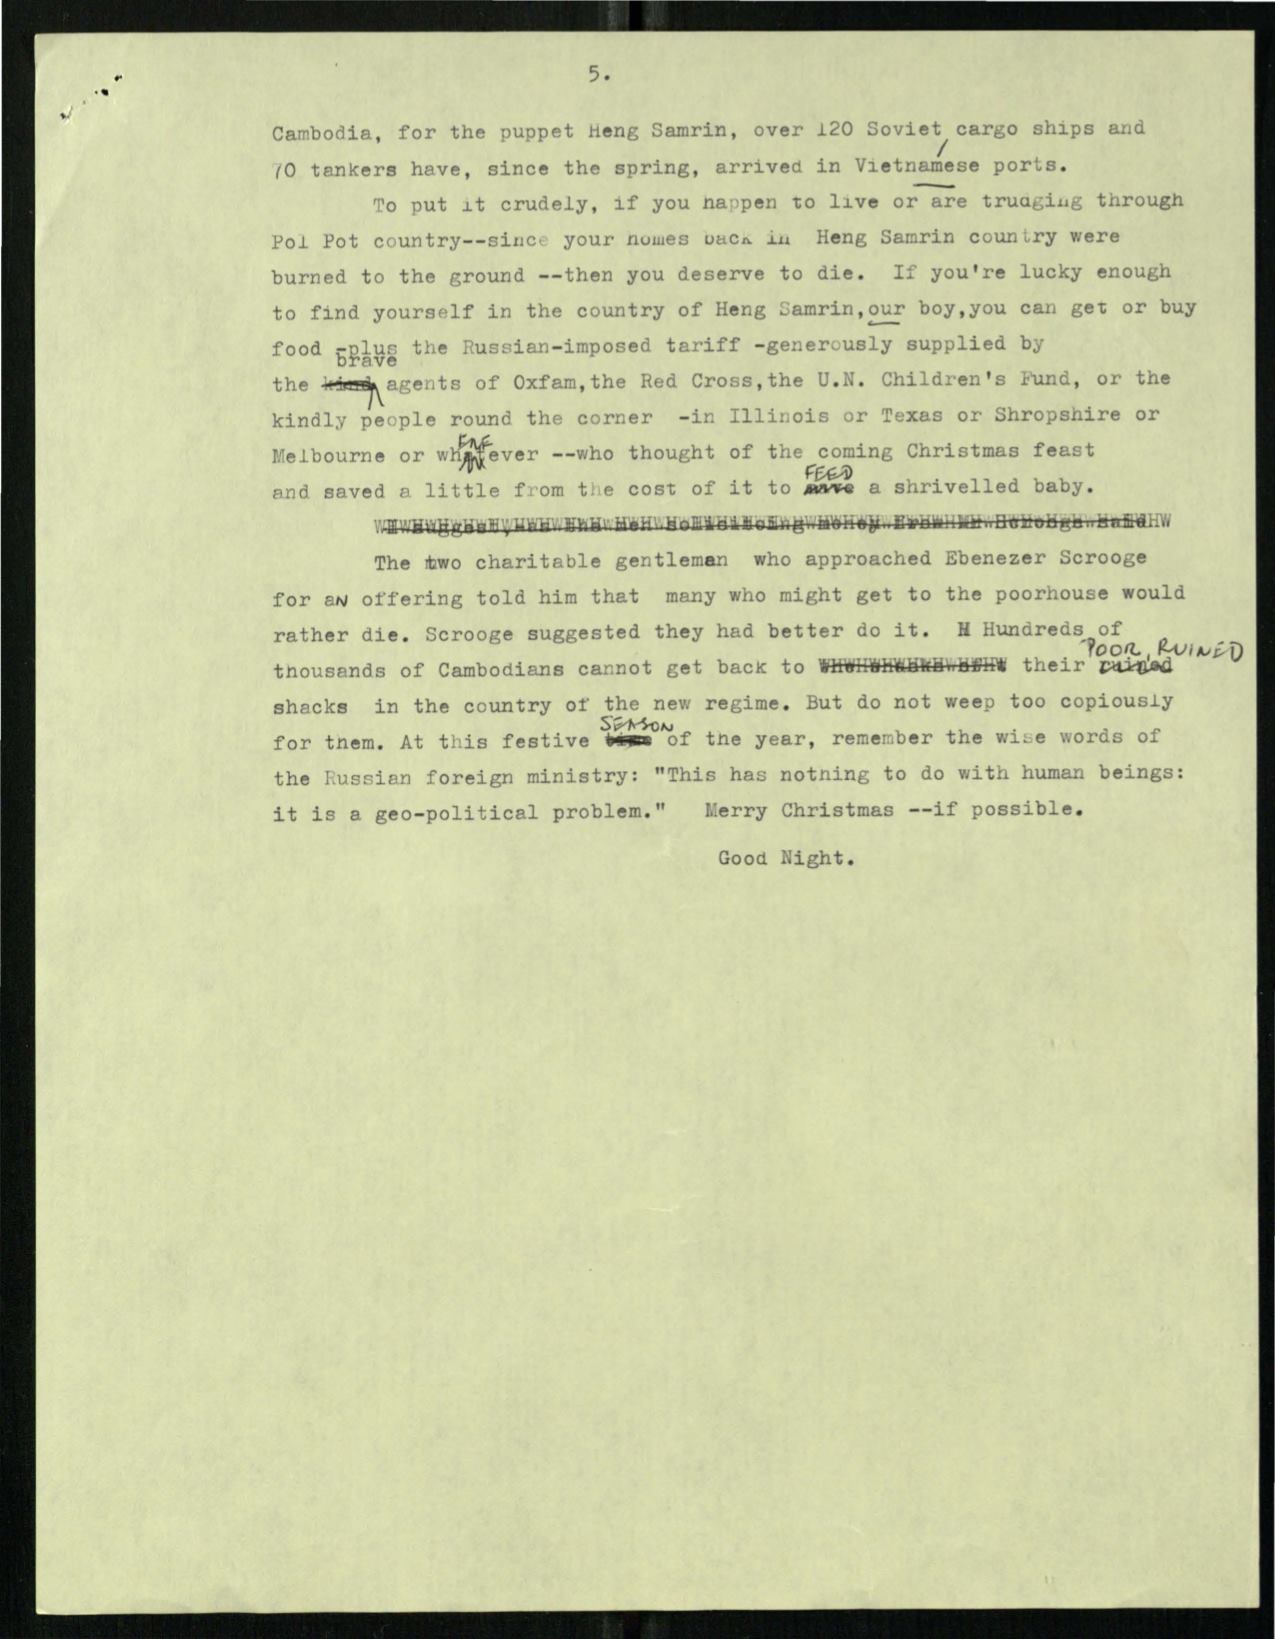 5.
Cambodia, for the puppet Heng Samrin, over 120 Soviet cargo ships and
70 tankers have, since the spring, arrived in Vietnamese ports.
To put it crudely, if you happen to live or are trudging through
Pol Pot country--since your homes back in Heng Samrin country were
burned to the ground --then you deserve to die. If you're lucky enough
to find yourself in the country of Heng Samrin,our boy,you can get or buy
food -plus the Russian-imposed tariff -generously supplied by
brave
the kind agents of Oxfam,the Red Cross,the U.N. Children's Fund, or the
kindly people round the corner -in Illinois or Texas or Shropshire or
ERE
Melbourne or whatever --who thought of the coming Christmas feast
FEED
and saved a little from the cost of it to save a shrivelled baby.
The two charitable gentleman who approached Ebenezer Scrooge
for aN offering told him that many who might get to the poorhouse would
rather die. Scrooge suggested they had better do it. H Hundreds of
POOR, RUINED
thousands of Cambodians cannot get back to their ruined
shacks in the country of the new regime. But do not weep too copiously
SEASON
for them. At this festive time of the year, remember the wise words of
the Russian foreign ministry: "This has nothing to do with human beings:
it is a geo-political problem." Merry Christmas --if possible.
Good Night.